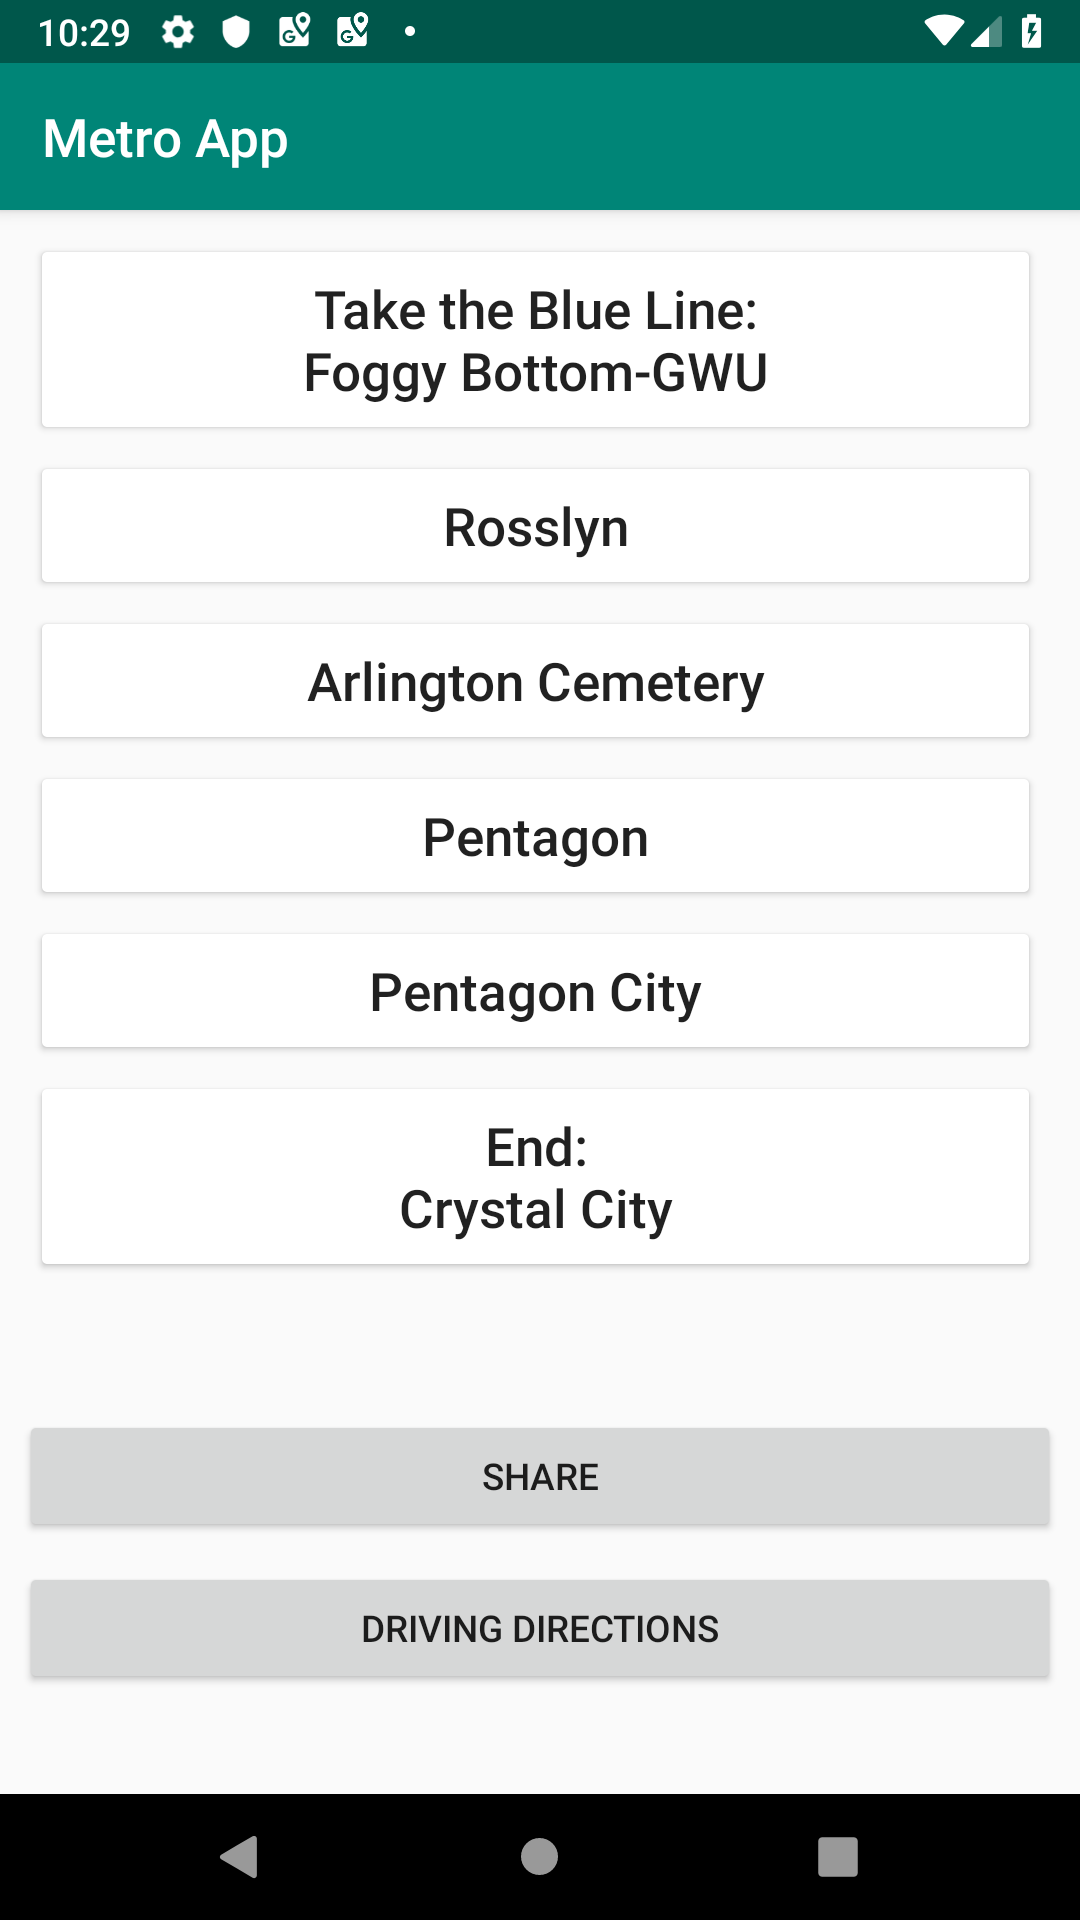 10:29
Metro App
Take the Blue Line:
Foggy Bottom-GWU
Rosslyn
Arlington Cemetery
Pentagon
Pentagon City
End:
Crystal City
SHARE
DRIVING DIRECTIONS